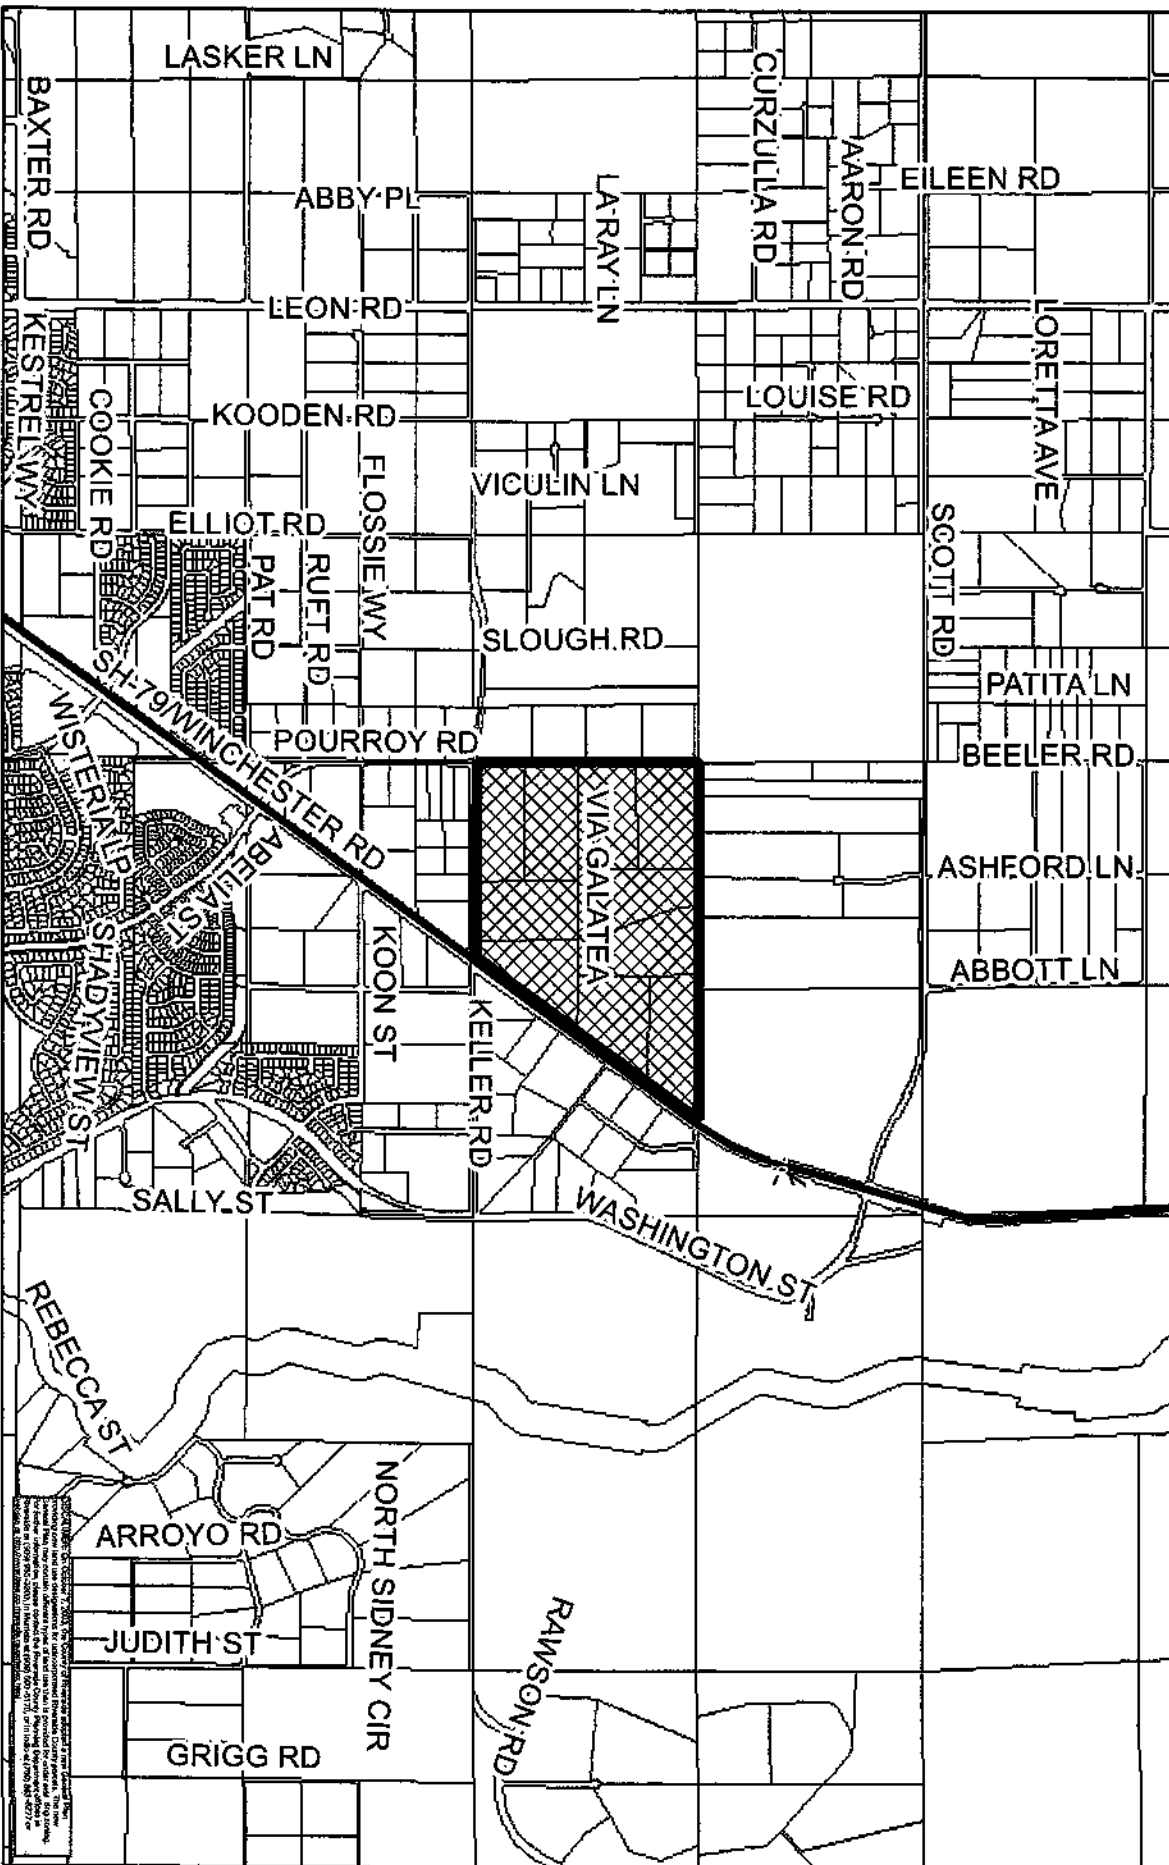 LASKER LN
BAXTER RD
CURZULLA RD
AARON RD
EILEEN RD
ABBY PL
LA RAY LN
LEON RD
LORETTA AVE
KESTREL WY
COOKIE RD
KOODEN RD
LOUISE RD
FLOSSIE WY
VICULIN LN
ELLIOT RD
PAT RD
RUFT RD
SCOTT RD
SLOUGH RD
SH-79/WINCHESTER RD
PATITA LN
WISTERIA LP
POURROY RD
BEELER RD
VIA GALATEA
ABELIA ST
ASHFORD LN
SHADYVIEW ST
KOON ST
ABBOTT LN
KELLER RD
SALLY ST
WASHINGTON ST
REBECCA ST
NORTH SIDNEY CIR
ARROYO RD
RAWSON RD
JUDITH ST
GRIGG RD